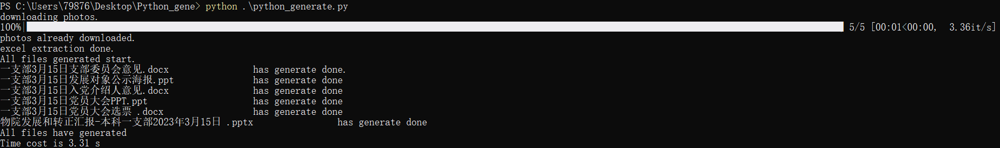 PS C:\Users\79876\Desktop\Python_gene> python .\python_generate.py
downloading photos.
100%| 5/5 [00:01<00:00,  3.36it/s]
photos already downloaded.
excel extraction done.
All files generated start.
一支部3月15日支部委员会意见.docx                has generate done.
一支部3月15日发展对象公示海报.ppt               has generate done
一支部3月15日入党介绍人意见.docx                has generate done
一支部3月15日党员大会PPT.ppt                    has generate done
一支部3月15日党员大会选票 .docx                 has generate done
物院发展和转正汇报-本科一支部2023年3月15日 .pptx                has generate done
All files have generated
Time cost is 3.31 s